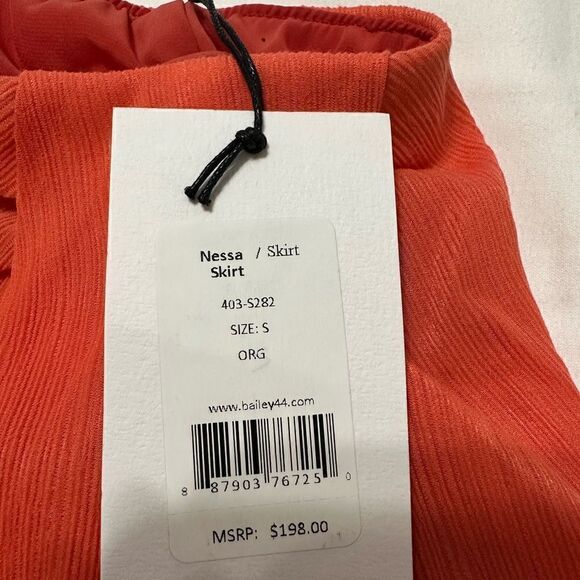 Nessa / Skirt
Skirt
403-S282
SIZE: S
ORG
www.bailey44.com
8 87903 76725 0
MSRP: $198.00